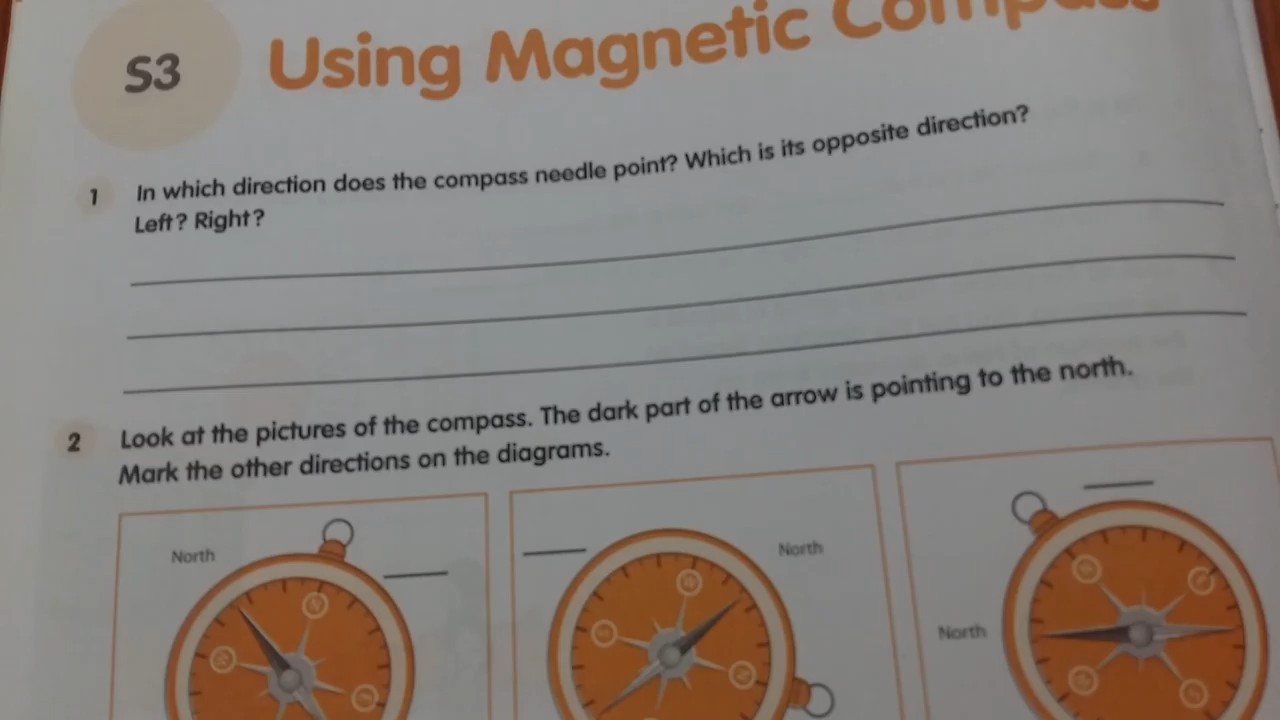 S3
Using Magnetic Compass
1 In which direction does the compass needle point? Which is its opposite direction?
Left? Right?
2 Look at the pictures of the compass. The dark part of the arrow is pointing to the north.
Mark the other directions on the diagrams.
North
North
North